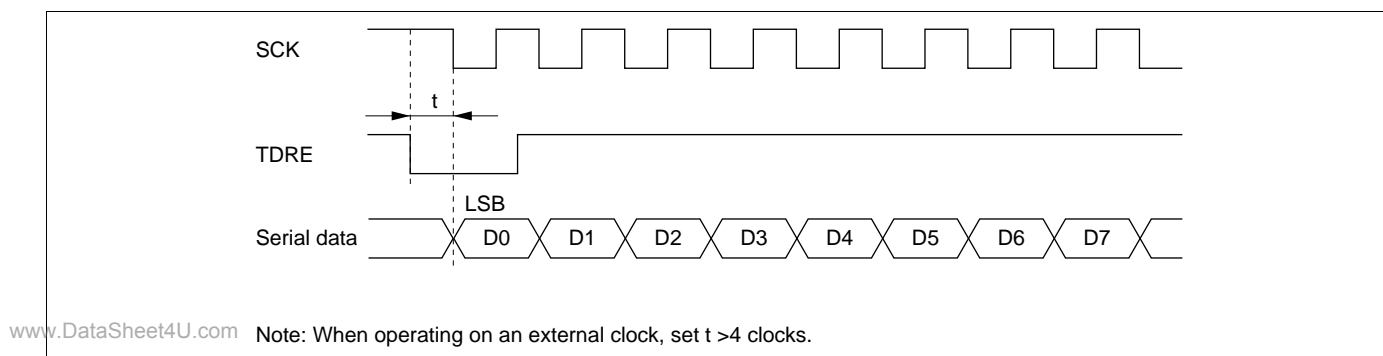 SCK
t
TDRE
LSB
Serial data
D0 D1 D2 D3 D4 D5 D6 D7
www.DataSheet4U.com
Note: When operating on an external clock, set t >4 clocks.